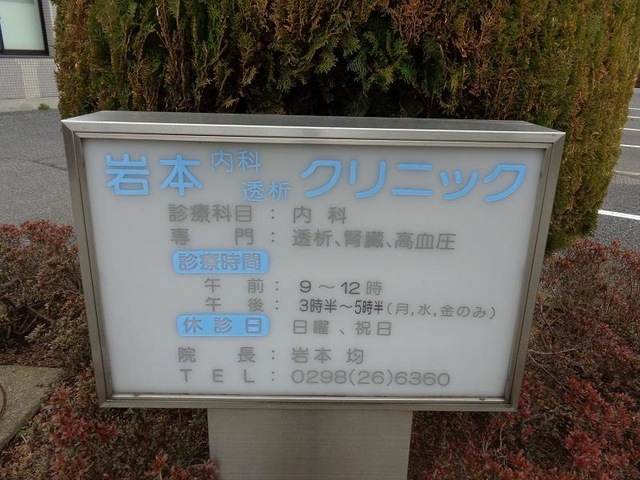 岩本内科透析クリニック
診療科目：内科
専門：透析、腎臓、高血圧
診療時間
午前：9～12時
午後：3時半～5時半(月,水,金のみ)
休診日 日曜、祝日
院長：岩本 均
TEL：0298(26)6360